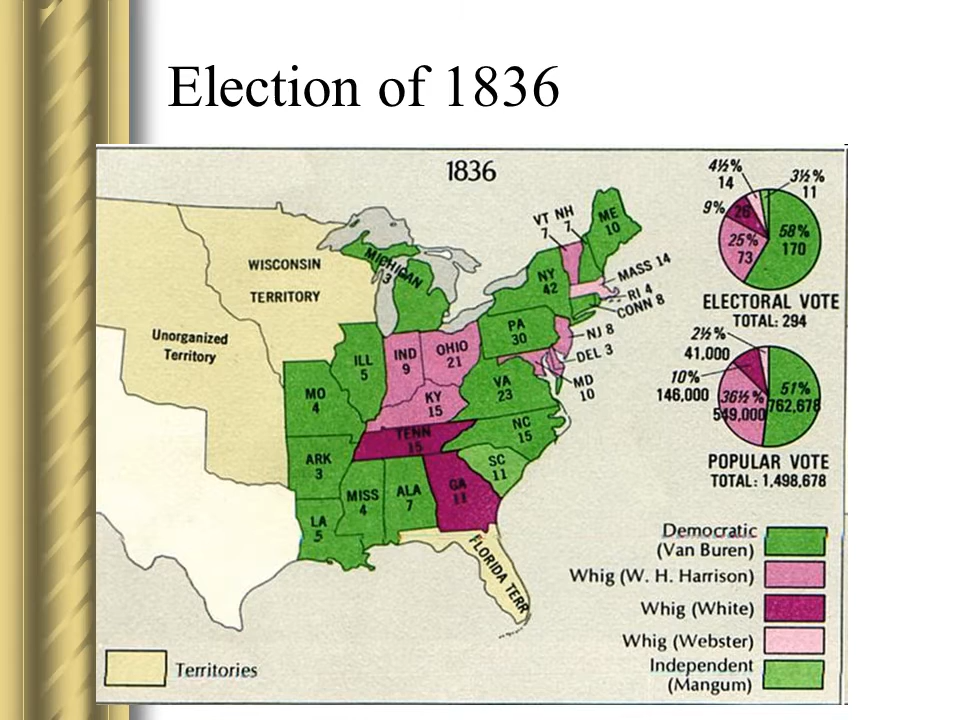 Election of 1836
1836
4½%
14
3½%
11
9%
26
25%
73
58%
170
ELECTORAL VOTE
TOTAL: 294
2½%
41,000
10%
146,000
36½%
549,000
51%
762,678
POPULAR VOTE
TOTAL: 1,498,678
VT
7
NH
7
ME
10
MASS 14
RI 4
CONN 8
NY
42
NJ 8
DEL 3
MD
10
PA
30
MICHICAN
3
WISCONSIN
TERRITORY
Unorganized
Territory
ILL
5
IND
9
OHIO
21
MO
4
KY
15
VA
23
NC
15
TENN
15
SC
11
ARK
3
MISS
4
ALA
7
GA
11
LA
5
FLORIDA TERR
Democratic
(Van Buren)
Whig (W. H. Harrison)
Whig (White)
Whig (Webster)
Independent
(Mangum)
Territories